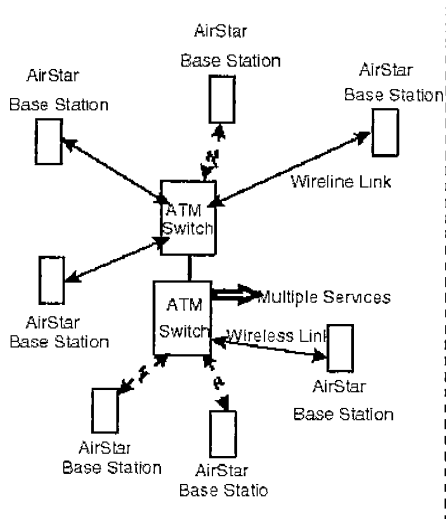 AirStar
Base Station
AirStar
Base Station
AirStar
Base Station
Wireline Link
ATM
Switch
AirStar
Base Station
ATM
Switch
Multiple Services
Wireless Link
AirStar
Base Station
AirStar
Base Station
AirStar
Base Statio